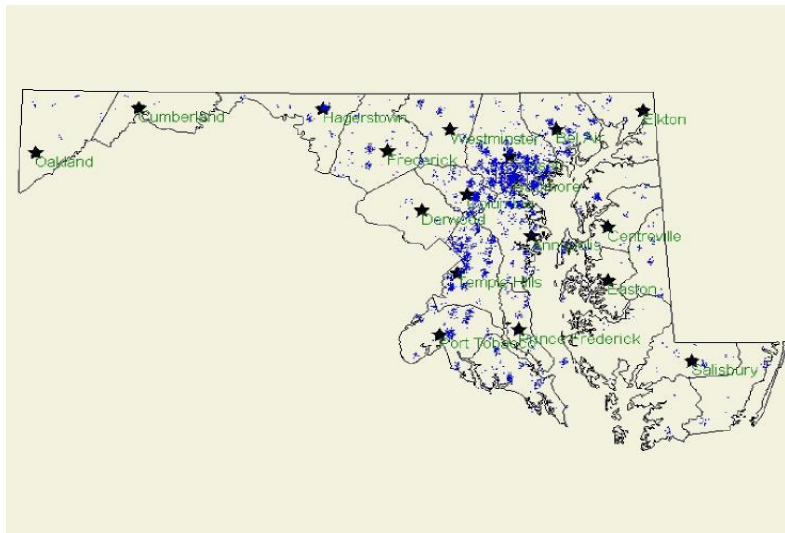 Cumberland
Hagerstown
Elkton
Westminster
Bel Air
Oakland
Frederick
Derwood
Centreville
Annapolis
Temple Hills
Easton
Port Tobacco
Prince Frederick
Salisbury